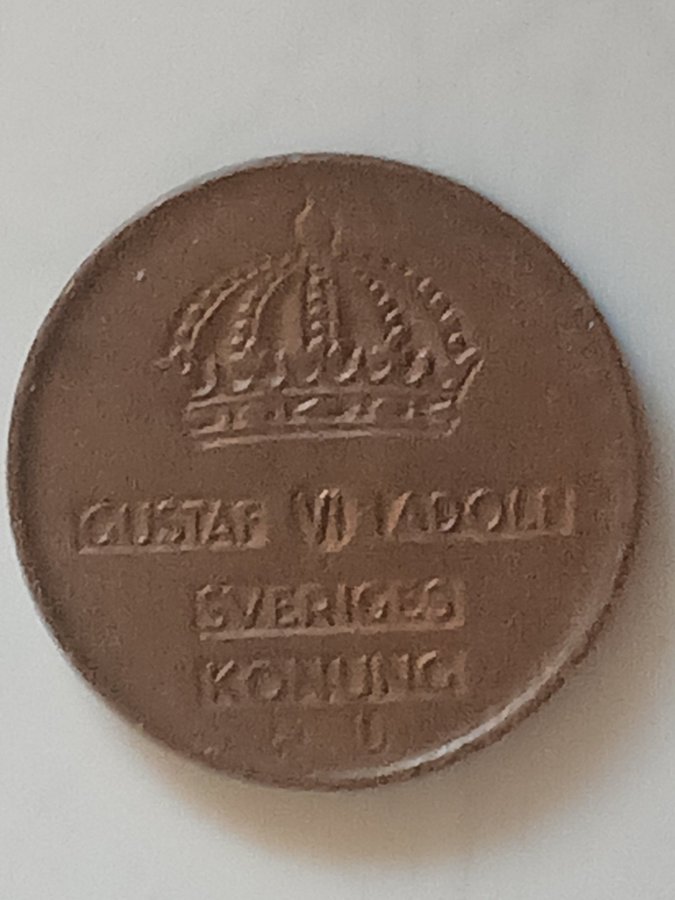 GUSTAF VI ADOLF
SVERIGES
KONUNG
U